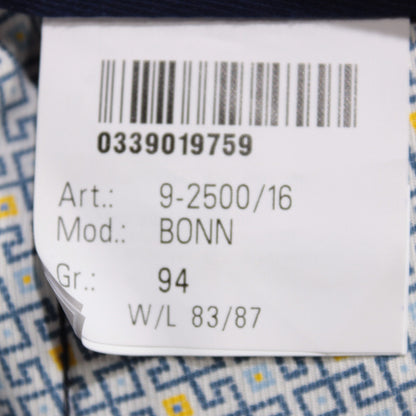 0339019759
Art.: 9-2500/16
Mod.: BONN
Gr.: 94
W/L 83/87